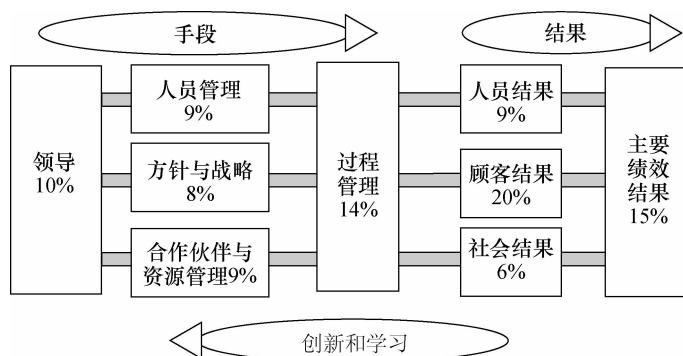 手段
结果
领导
10%
人员管理
9%
方针与战略
8%
合作伙伴与
资源管理9%
过程
管理
14%
人员结果
9%
顾客结果
20%
社会结果
6%
主要
绩效
结果
15%
创新和学习